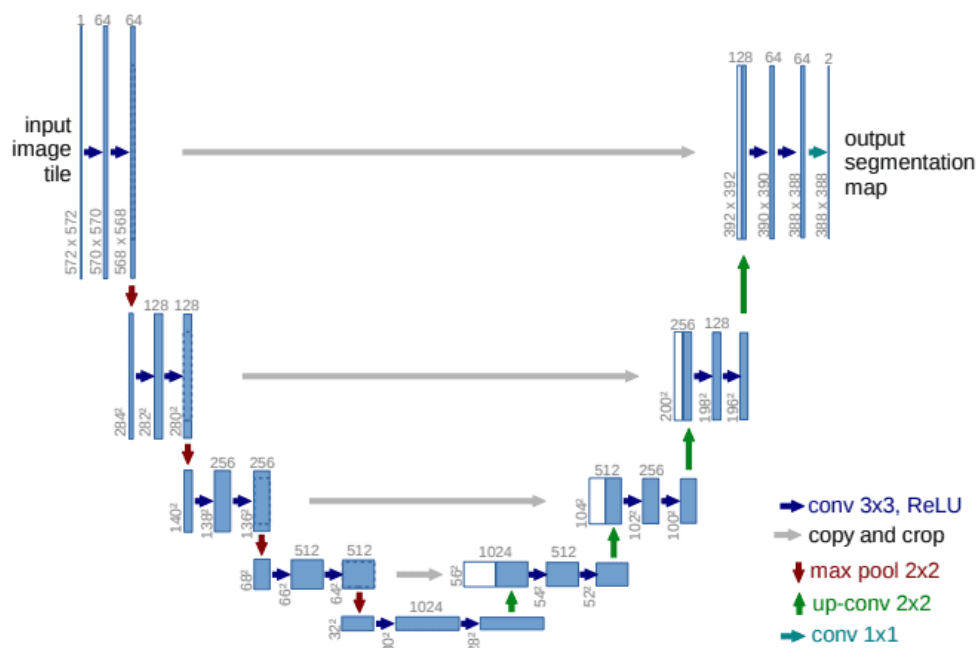 1
64
64
input
image
tile
572 x 572
570 x 570
568 x 568
128
64
64
2
392 x 392
390 x 390
388 x 388
388 x 388
output
segmentation
map
128
128
284²
282²
280²
256
128
200²
198²
196²
256
256
140²
138²
136²
512
256
104²
102²
100²
512
512
68²
66²
64²
1024
512
56²
54²
52²
1024
32²
28²
conv 3x3, ReLU
copy and crop
max pool 2x2
up-conv 2x2
conv 1x1